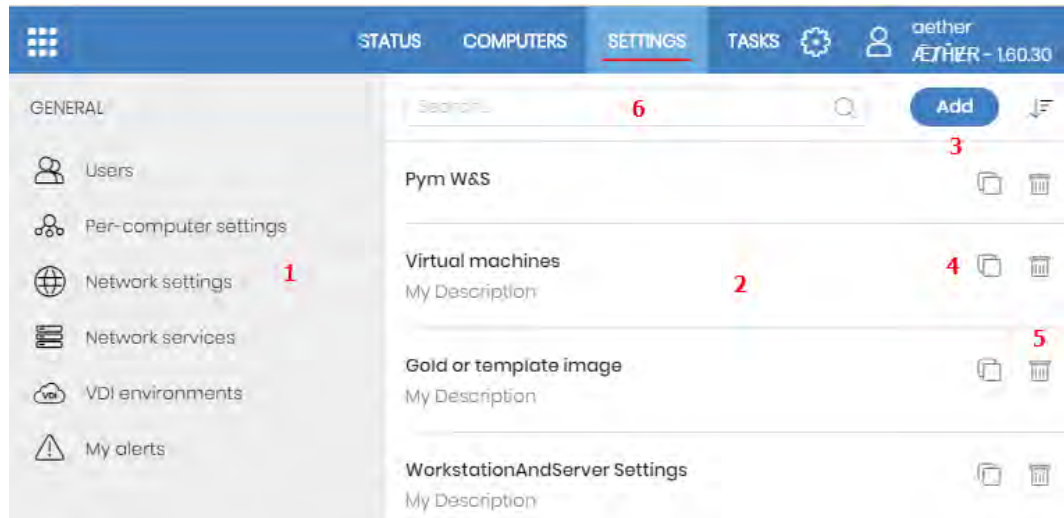 STATUS COMPUTERS SETTINGS TASKS
aether
ÆTHER - 1.60.30
GENERAL
Search...
6
Add
3
Users
Per-computer settings
Network settings
1
Network services
VDI
VDI environments
My alerts
Pym W&S
Virtual machines
My Description
2
4
5
Gold or template image
My Description
WorkstationAndServer Settings
My Description